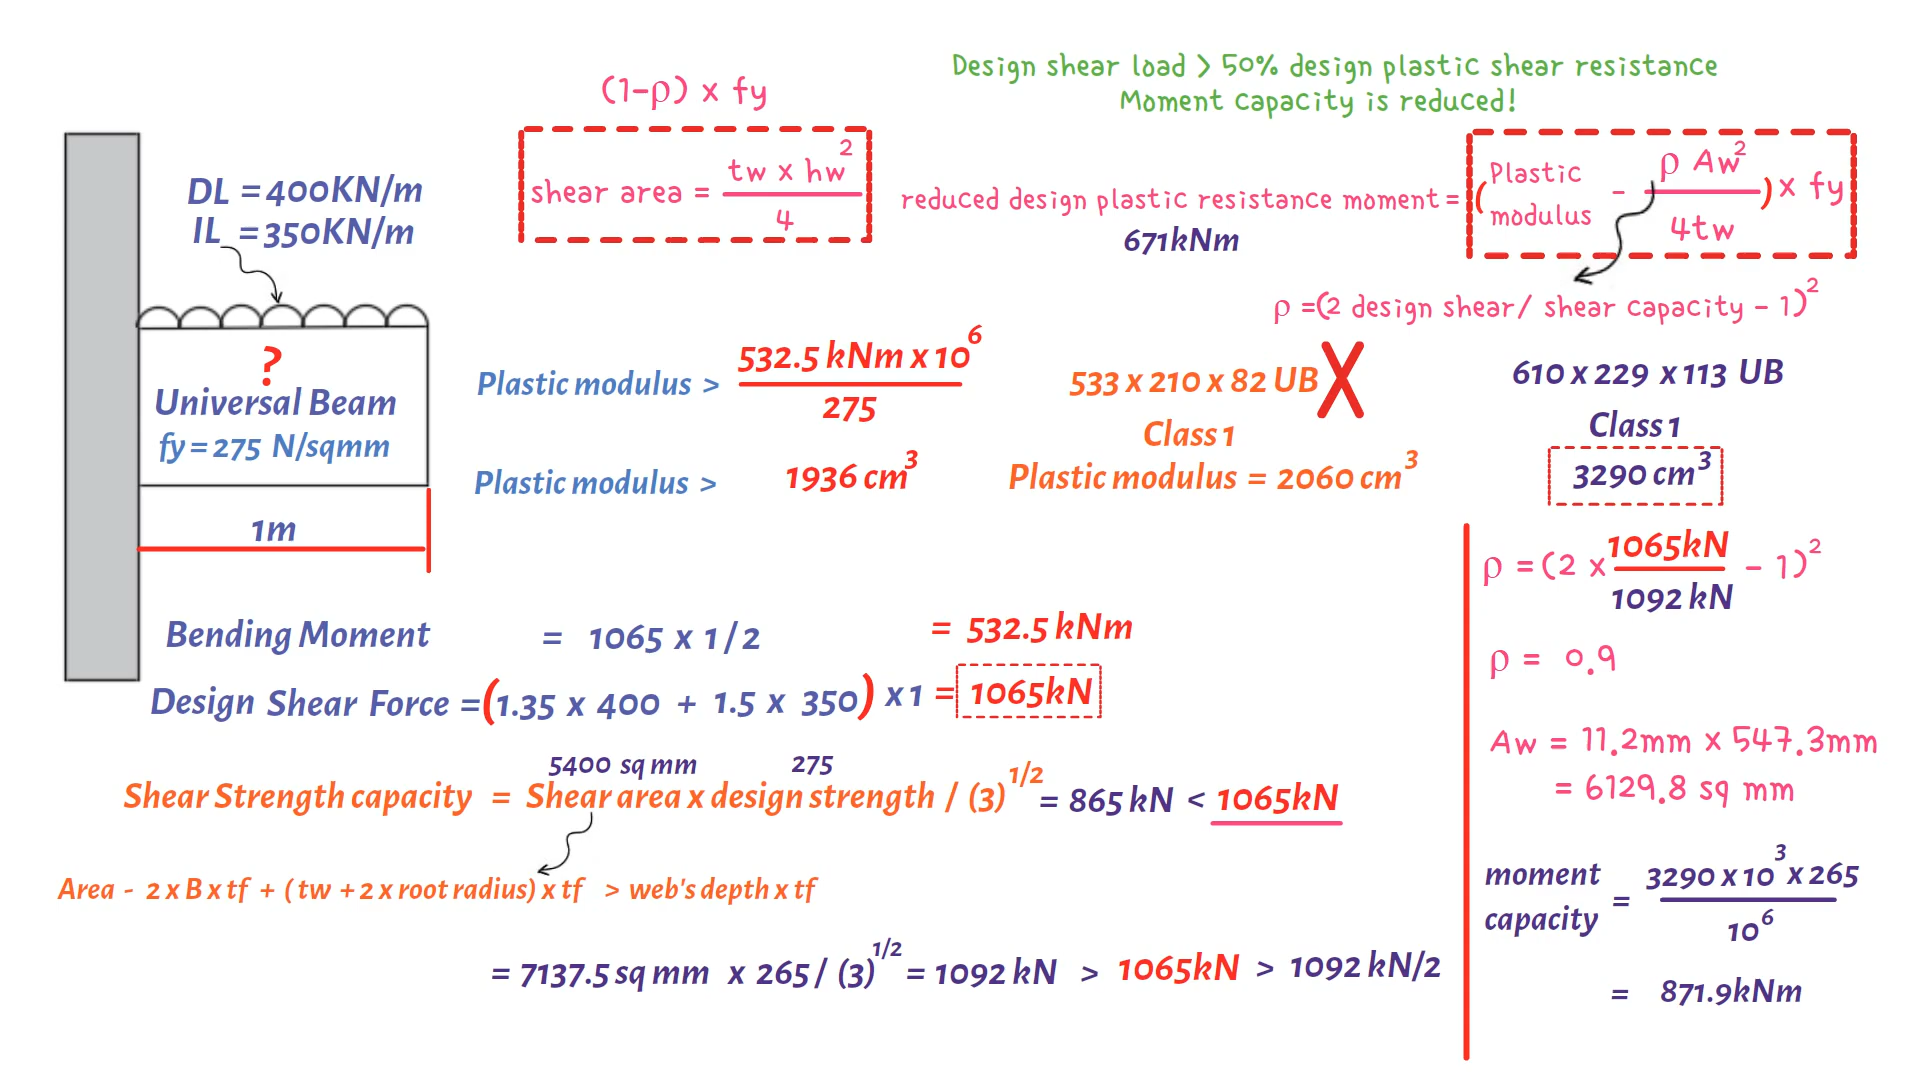 Design shear load > 50% design plastic shear resistance
Moment capacity is reduced!
(1-ρ) x fy
shear area = tw x hw² / 4
reduced design plastic resistance moment = (Plastic modulus - ρ Aw² / 4tw) x fy
671kNm
ρ =(2 design shear/ shear capacity - 1)²
DL = 400KN/m
IL = 350KN/m
?
Universal Beam
fy = 275 N/sqmm
1m
Plastic modulus > 532.5 kNm x 10⁶ / 275
Plastic modulus > 1936 cm³
533 x 210 x 82 UB X
Class 1
Plastic modulus = 2060 cm³
610 x 229 x 113 UB
Class 1
3290 cm³
Bending Moment = 1065 x 1/2 = 532.5 kNm
Design Shear Force = (1.35 x 400 + 1.5 x 350) x 1 = 1065kN
5400 sq mm 275
Shear Strength capacity = Shear area x design strength / (3)^1/2 = 865 kN < 1065kN
Area - 2 x B x tf + ( tw + 2 x root radius) x tf > web's depth x tf
= 7137.5 sq mm x 265 / (3)^1/2 = 1092 kN > 1065kN > 1092 kN/2
ρ = (2 x 1065kN / 1092 kN - 1)²
ρ = 0.9
Aw = 11.2mm x 547.3mm
= 6129.8 sq mm
moment capacity = 3290 x 10³ x 265 / 10⁶
= 871.9kNm